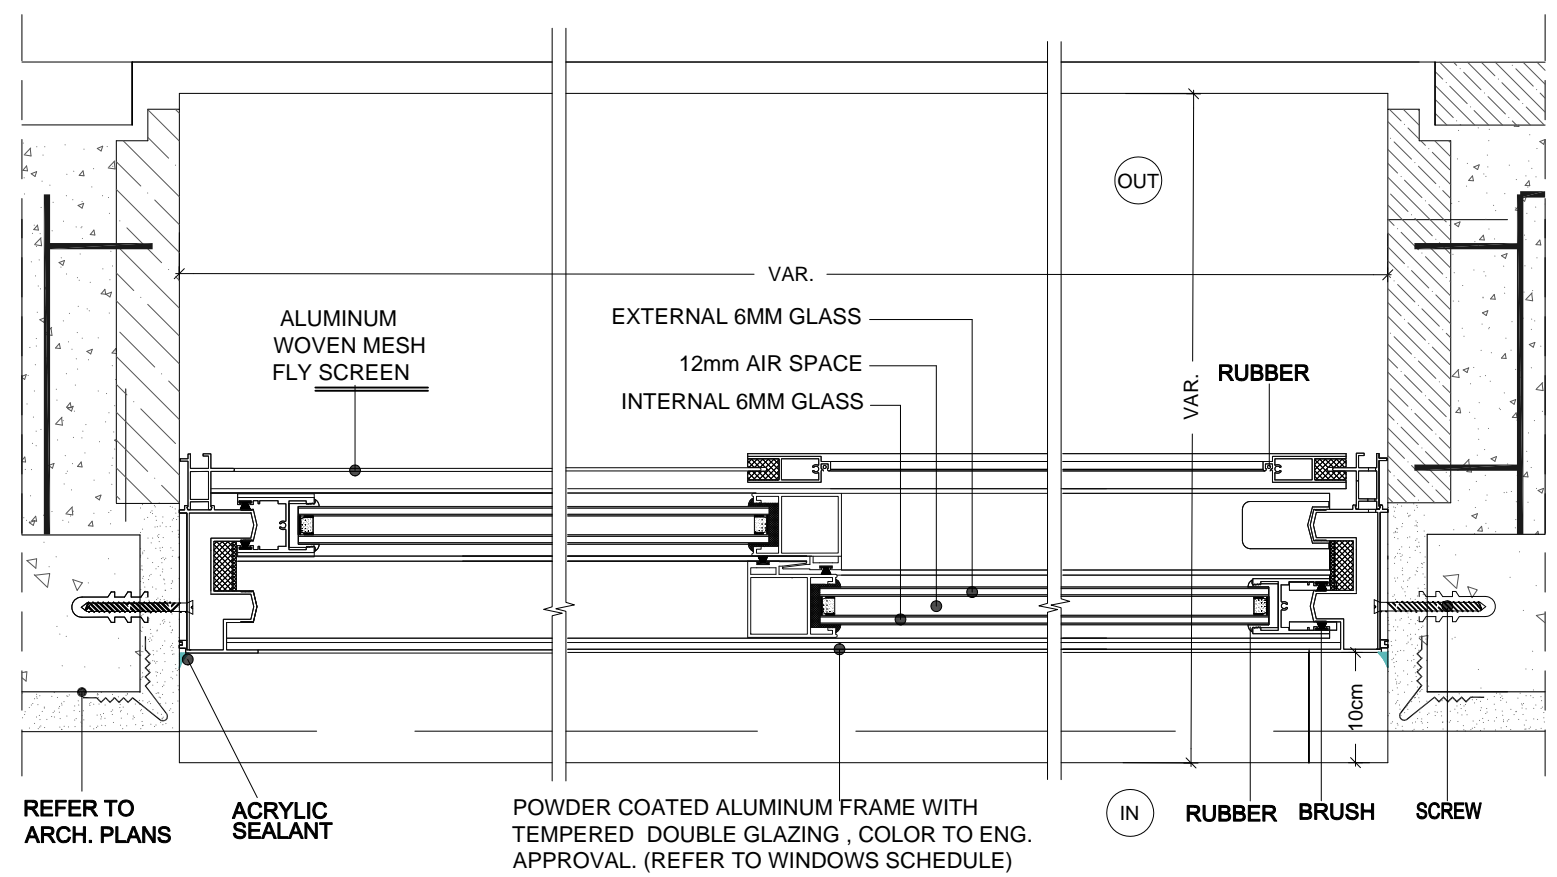 OUT
VAR.
ALUMINUM
WOVEN MESH
FLY SCREEN
EXTERNAL 6MM GLASS
12mm AIR SPACE
INTERNAL 6MM GLASS
RUBBER
VAR.
10cm
REFER TO
ARCH. PLANS
ACRYLIC
SEALANT
POWDER COATED ALUMINUM FRAME WITH
TEMPERED DOUBLE GLAZING , COLOR TO ENG.
APPROVAL. (REFER TO WINDOWS SCHEDULE)
IN
RUBBER
BRUSH
SCREW